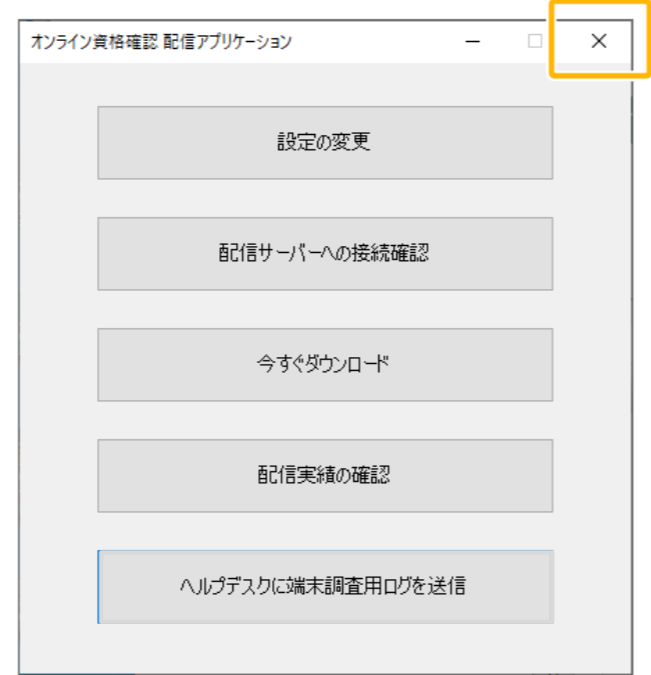 オンライン資格確認 配信アプリケーション
設定の変更
配信サーバーへの接続確認
今すぐダウンロード
配信実績の確認
ヘルプデスクに端末調査用ログを送信